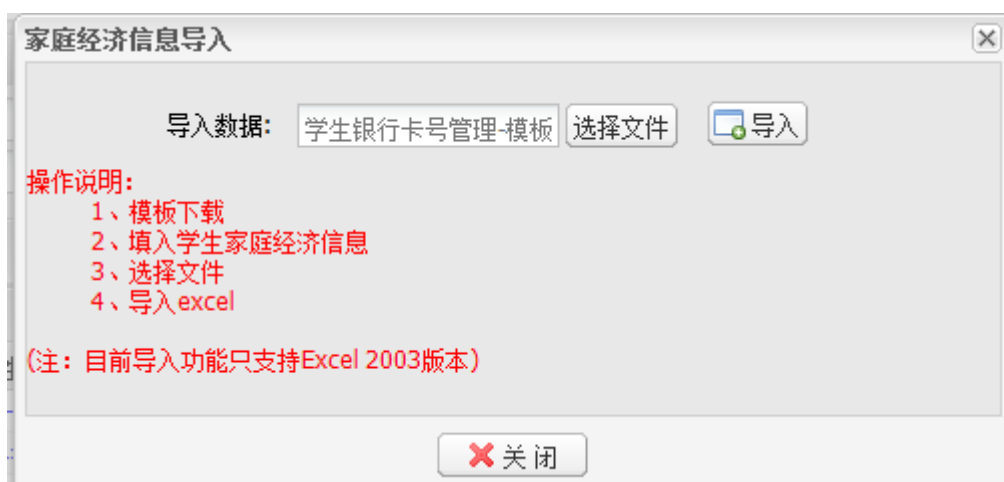 家庭经济信息导入
导入数据: 学生银行卡号管理-模板 选择文件 导入
操作说明:
1、模板下载
2、填入学生家庭经济信息
3、选择文件
4、导入excel
(注: 目前导入功能只支持Excel 2003版本)
关闭